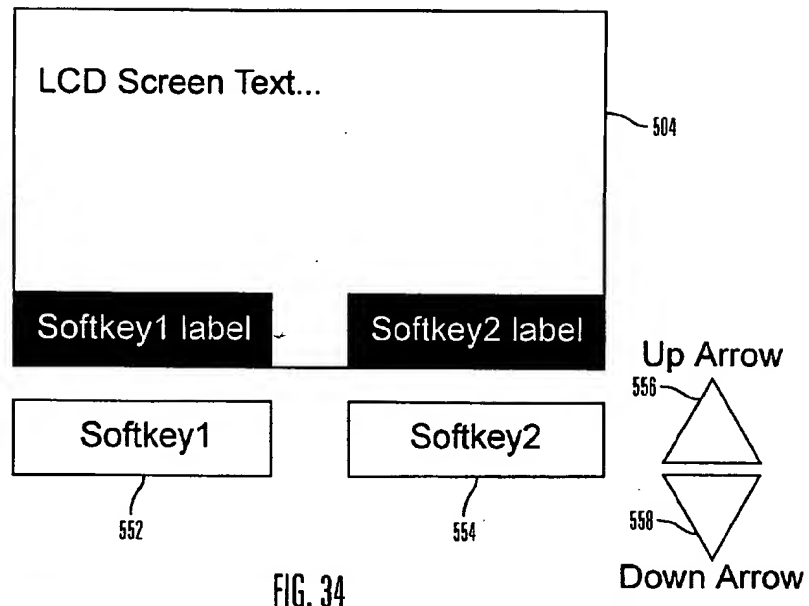 LCD Screen Text...
504
Softkey1 label
Softkey2 label
Up Arrow
556
Softkey1
Softkey2
552
554
558
Down Arrow
FIG. 34